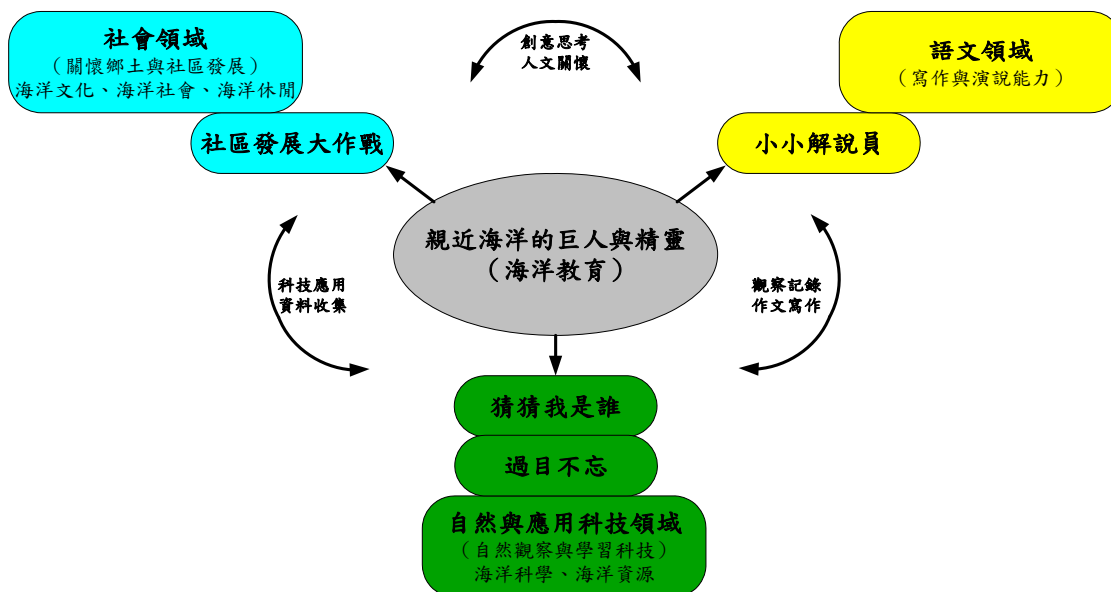 社會領域
（關懷鄉土與社區發展）
海洋文化、海洋社會、海洋休閒
社區發展大作戰
創意思考
人文關懷
語文領域
（寫作與演說能力）
小小解說員
親近海洋的巨人與精靈
（海洋教育）
科技應用
資料收集
觀察記錄
作文寫作
猜猜我是誰
過目不忘
自然與應用科技領域
（自然觀察與學習科技）
海洋科學、海洋資源